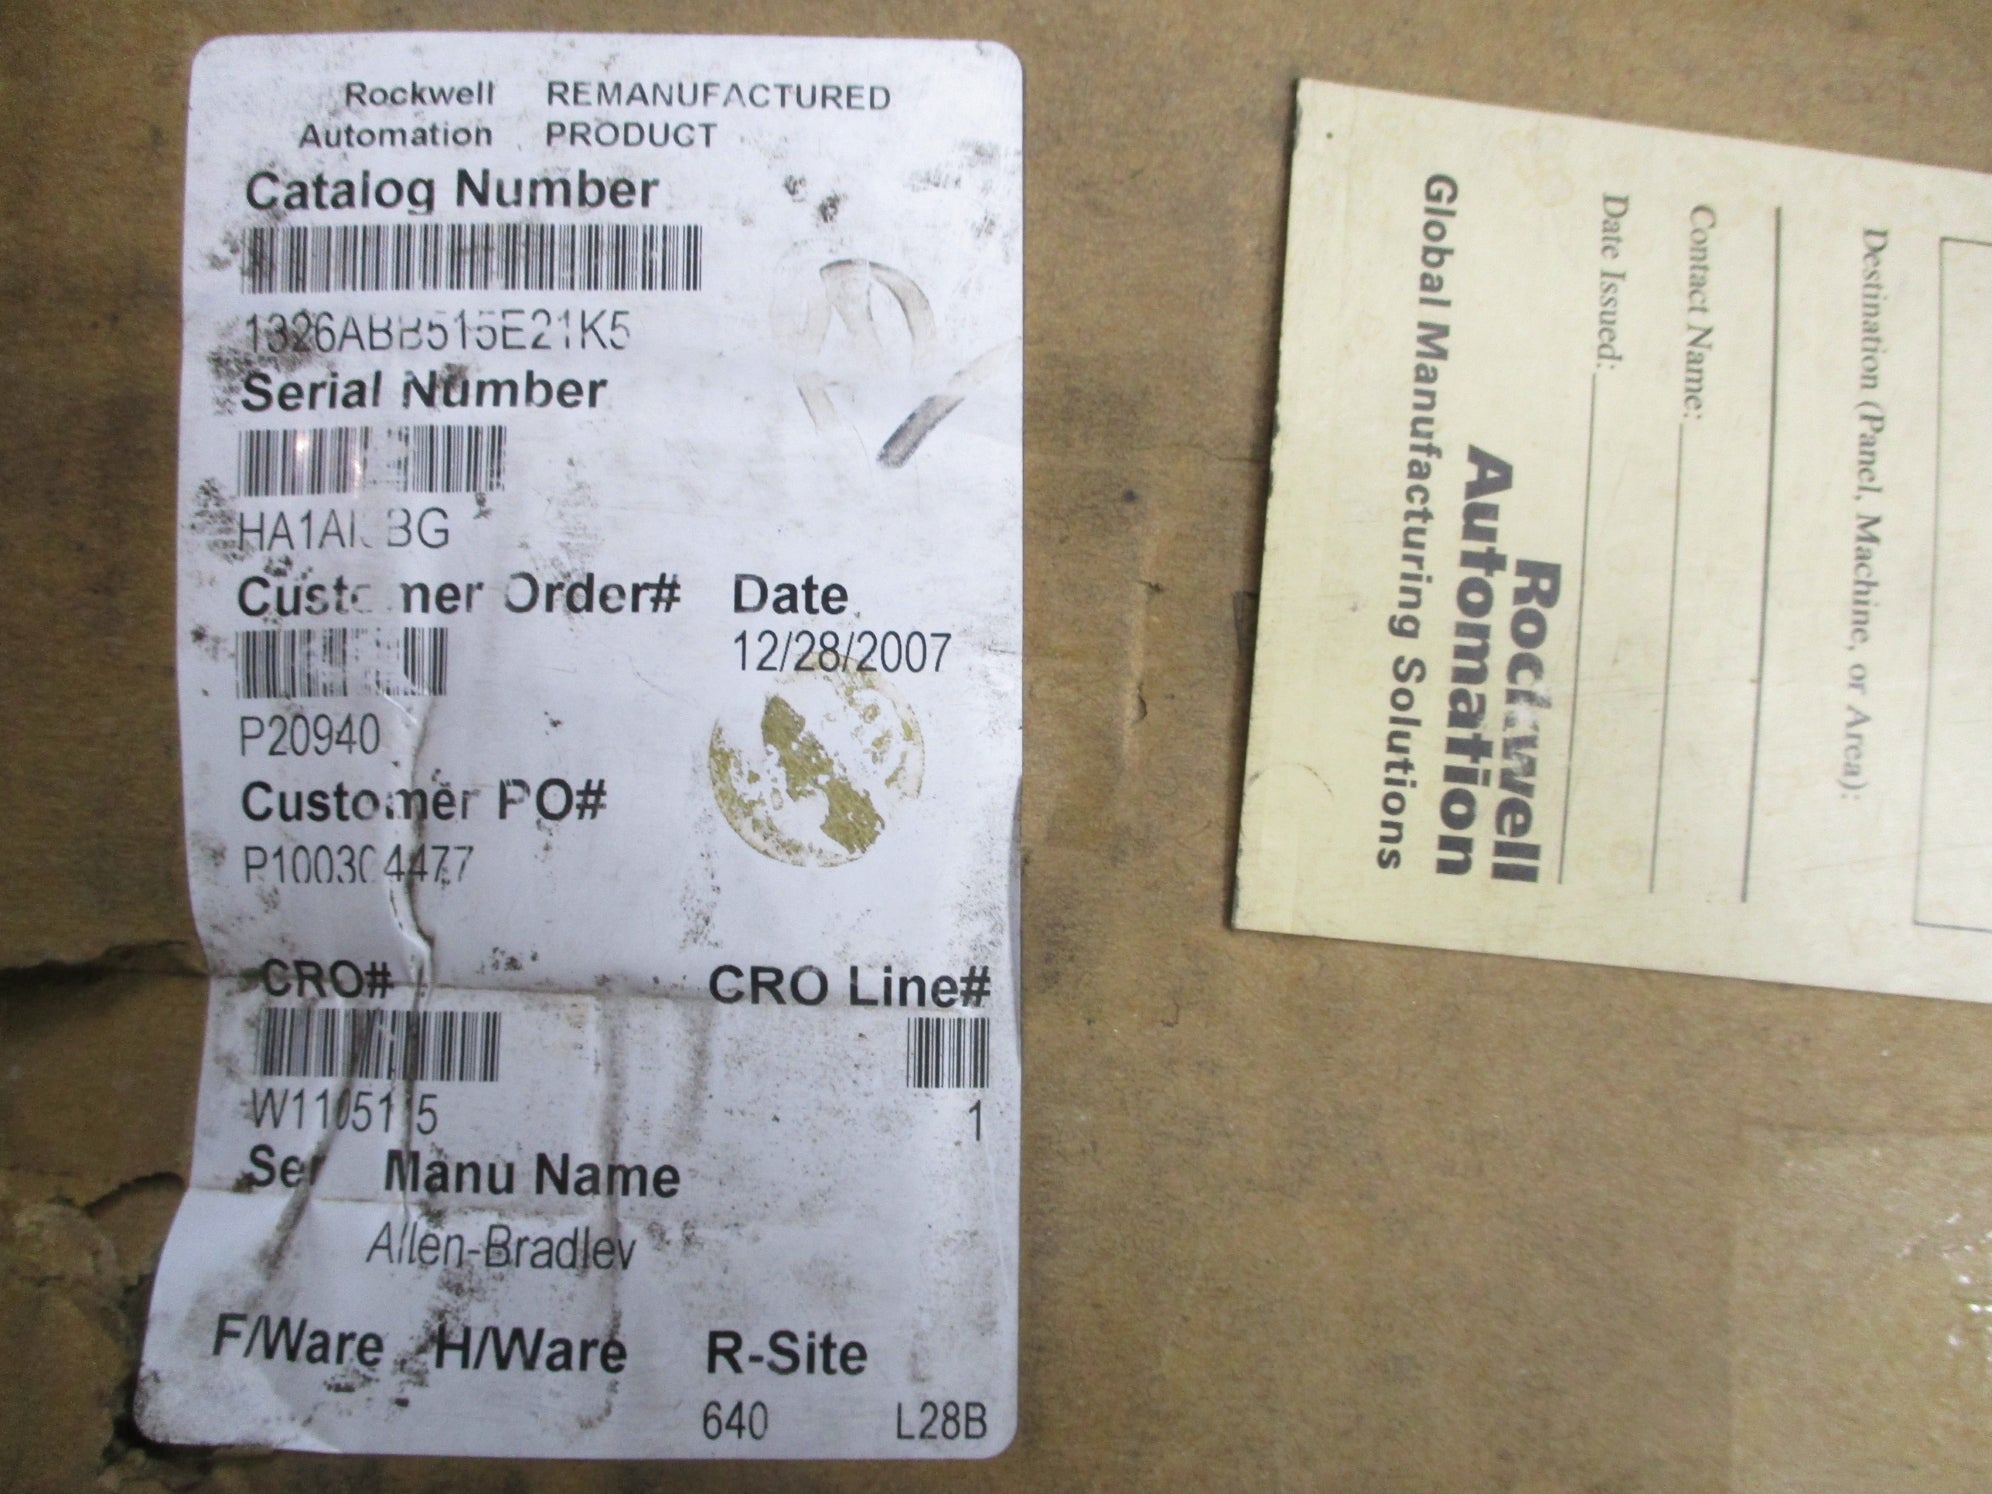 Rockwell REMANUFACTURED
Automation PRODUCT
Catalog Number
1326ABB515E21K5
Serial Number
Customer Order# Date
12/28/2007
P20940
Customer PO#
CRO# CRO Line#
1
Manu Name
Allen-Bradley
F/Ware H/Ware R-Site
640 L28B
Destination (Panel, Machine, or Area):
Contact Name:
Date Issued:
Rockwell
Automation
Global Manufacturing Solutions